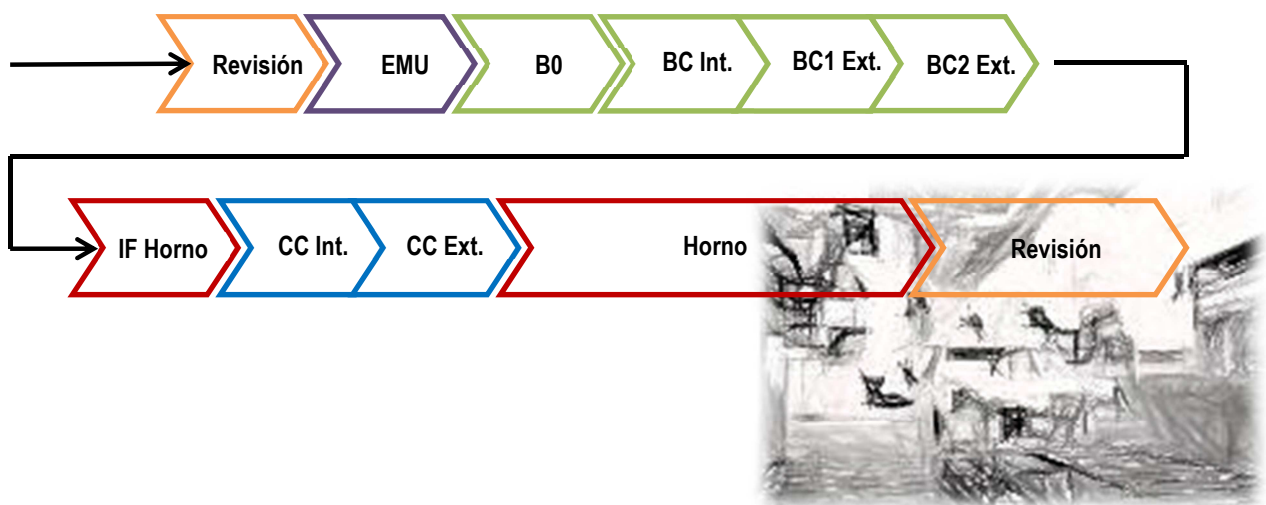 Revisión
EMU
B0
BC Int.
BC1 Ext.
BC2 Ext.
IF Horno
CC Int.
CC Ext.
Horno
Revisión